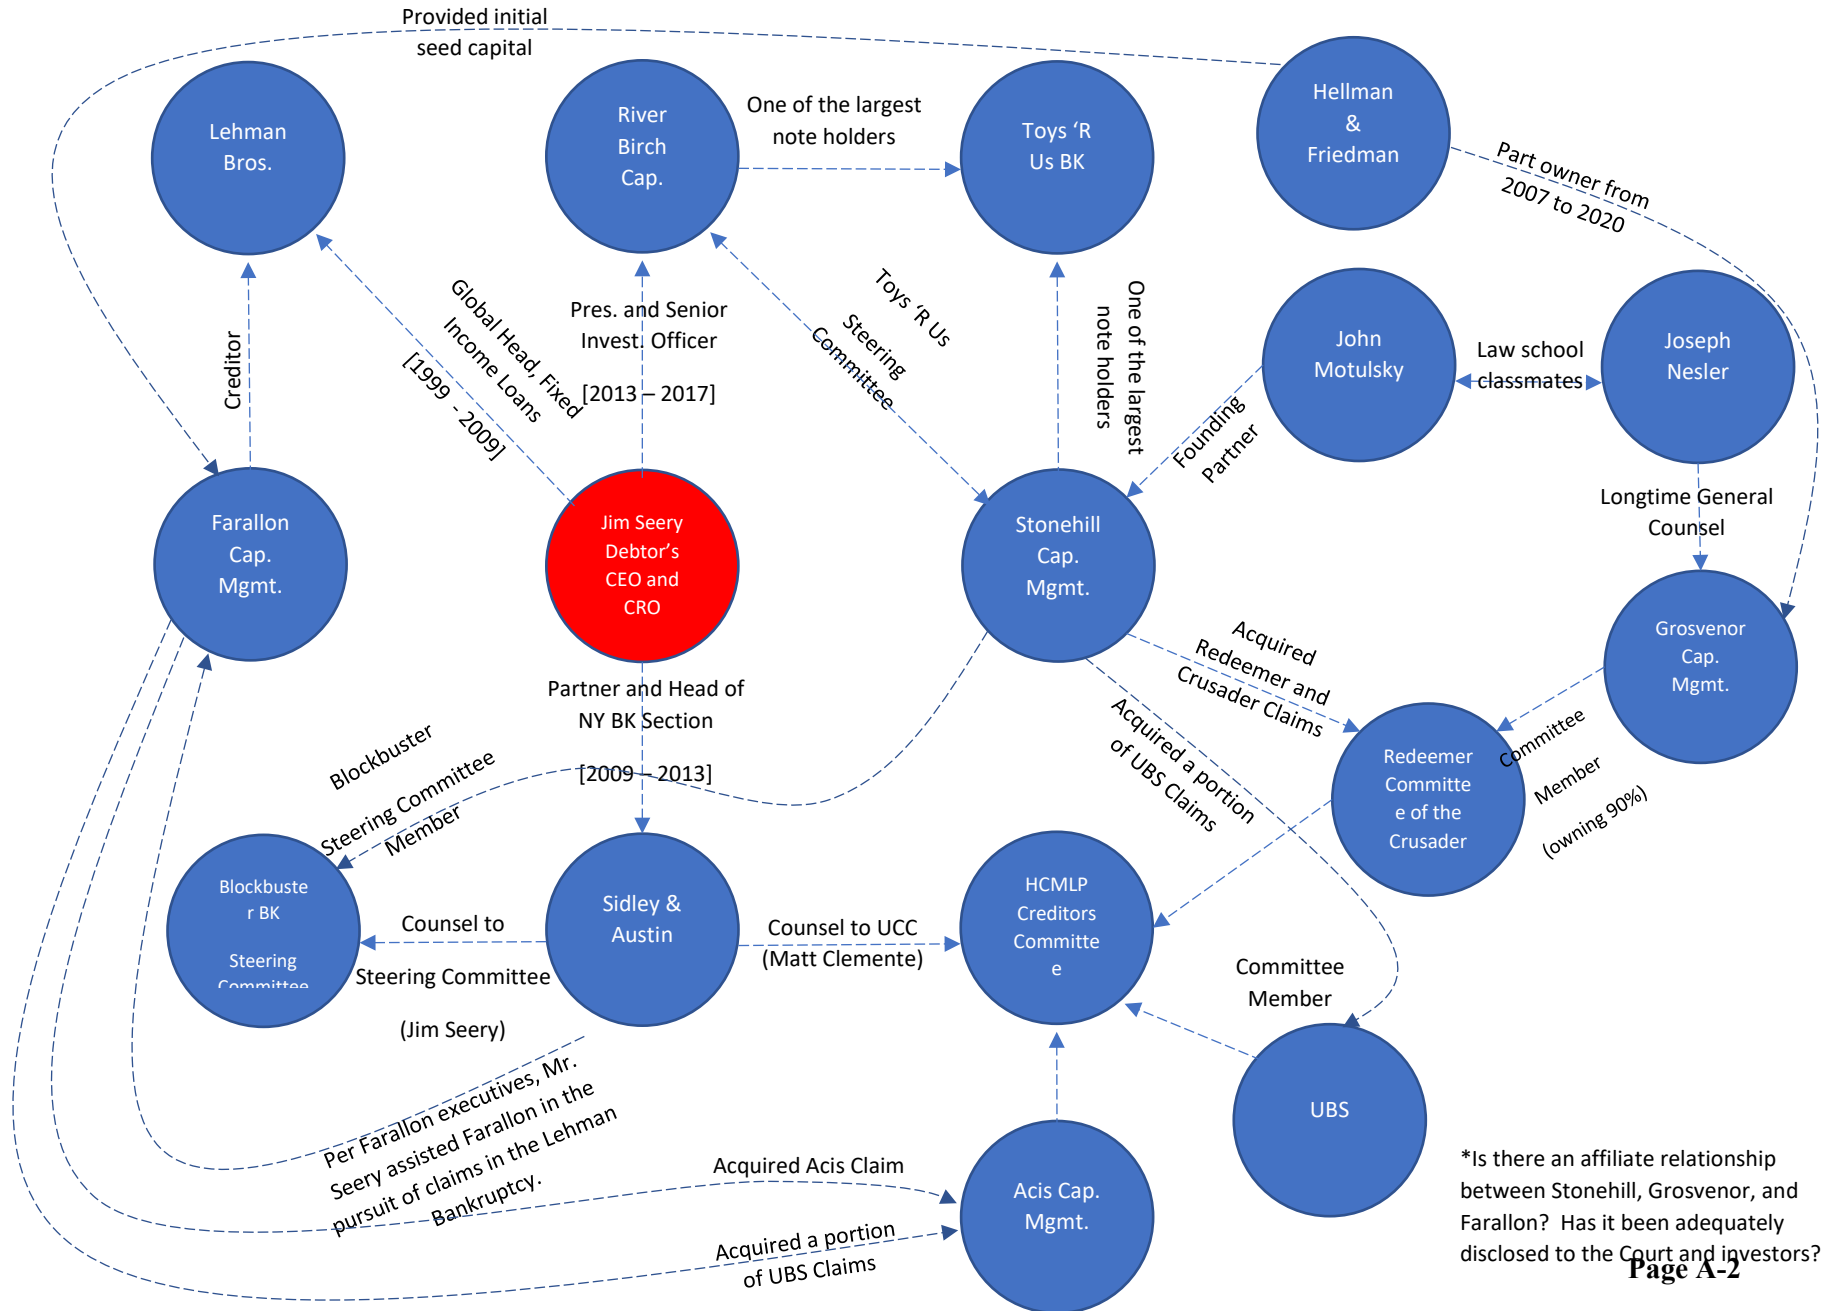 Provided initial
seed capital
Lehman
Bros.
River
Birch
Cap.
One of the largest
note holders
Toys ‘R
Us BK
Hellman
&
Friedman
Part owner from
2007 to 2020
Creditor
Global Head, Fixed
Income Loans
[1999 - 2009]
Pres. and Senior
Invest. Officer
[2013 – 2017]
Toys ‘R Us
Steering
Committee
One of the largest
note holders
John
Motulsky
Law school
classmates
Joseph
Nesler
Founding
Partner
Longtime General
Counsel
Farallon
Cap.
Mgmt.
Jim Seery
Debtor’s
CEO and
CRO
Stonehill
Cap.
Mgmt.
Grosvenor
Cap.
Mgmt.
Partner and Head of
NY BK Section
[2009 – 2013]
Acquired
Redeemer and
Crusader Claims
Acquired a portion
of UBS Claims
Redeemer
Committe
e of the
Crusader
Committee
Member
(owning 90%)
Blockbuster
Steering Committee
Member
Blockbuste
r BK
Steering
Committee
Counsel to
Steering Committee
(Jim Seery)
Sidley &
Austin
Counsel to UCC
(Matt Clemente)
HCMLP
Creditors
Committe
e
Committee
Member
UBS
Per Farallon executives, Mr.
Seery assisted Farallon in the
pursuit of claims in the Lehman
Bankruptcy.
Acquired Acis Claim
Acquired a portion
of UBS Claims
Acis Cap.
Mgmt.
*Is there an affiliate relationship
between Stonehill, Grosvenor, and
Farallon?  Has it been adequately
disclosed to the Court and investors?
Page A-2